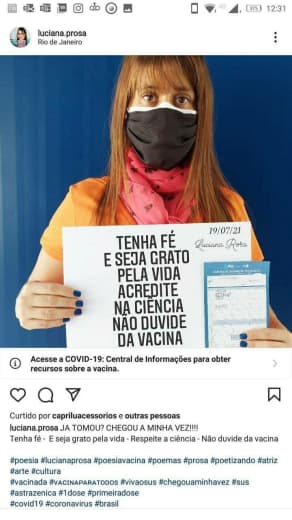 12:31
luciana.prosa
Rio de Janeiro
19/07/21
Luciana Rosa
TENHA FÉ
E SEJA GRATO
PELA VIDA
ACREDITE
NA CIÊNCIA
NÃO DUVIDE
DA VACINA
Acesse a COVID-19: Central de Informações para obter
recursos sobre a vacina.
Curtido por capriluacessorios e outras pessoas
luciana.prosa JA TOMOU? CHEGOU A MINHA VEZ!!!!
Tenha fé - E seja grato pela vida - Respeite a ciência - Não duvide da vacina
#poesia #lucianaprosa #poesiavacina #poemas #prosa #poetizando #atriz
#arte #cultura
#vacinada #VACINAPARATODOS #vivaosus #chegouaminhavez #sus
#astrazenica #1dose #primeiradose
#covid19 #coronavirus #brasil